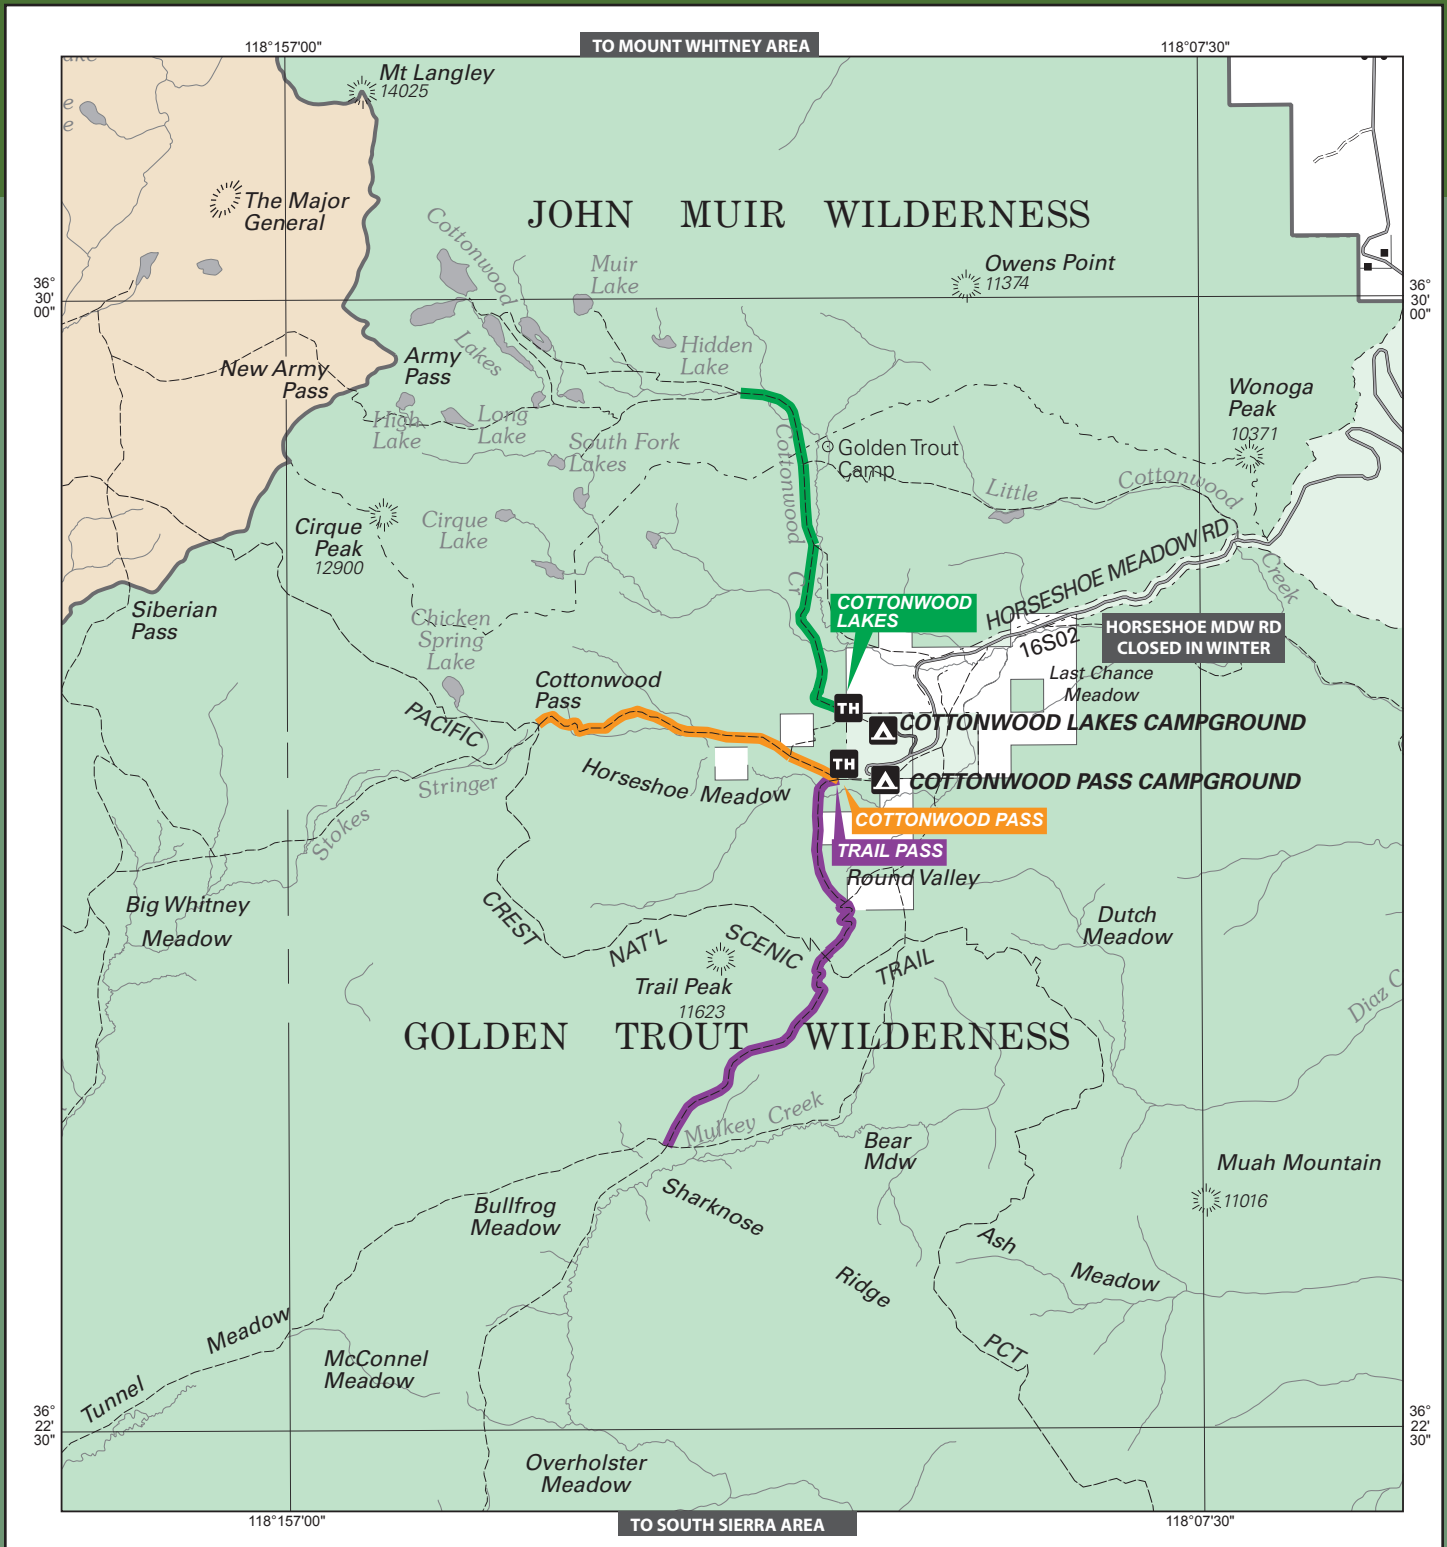 118°157'00"
TO MOUNT WHITNEY AREA
118°07'30"
Mt Langley
14025
The Major
General
JOHN MUIR WILDERNESS
Cottonwood
Lakes
Muir
Lake
Owens Point
11374
36°
30'
00"
36°
30'
00"
Hidden
Lake
Army
Pass
New Army
Pass
High
Lake
Long
Lake
South Fork
Lakes
Wonoga
Peak
10371
Golden Trout
Camp
Cottonwood Cr
Little Cottonwood Creek
Cirque
Peak
12900
Cirque
Lake
HORSESHOE MEADOW RD
Siberian
Pass
Chicken
Spring
Lake
COTTONWOOD
LAKES
16S02
HORSESHOE MDW RD
CLOSED IN WINTER
Last Chance
Meadow
Cottonwood
Pass
TH
COTTONWOOD LAKES CAMPGROUND
PACIFIC
TH
COTTONWOOD PASS CAMPGROUND
Horseshoe Meadow
Stokes Stringer
COTTONWOOD PASS
TRAIL PASS
Round Valley
Big Whitney
Meadow
CREST
NAT'L
SCENIC
TRAIL
Dutch
Meadow
Trail Peak
11623
Diaz C
GOLDEN TROUT WILDERNESS
Mulkey Creek
Bear
Mdw
Muah Mountain
11016
Sharknose
Ridge
Bullfrog
Meadow
Ash
Meadow
PCT
Tunnel Meadow
McConnel
Meadow
36°
22'
30"
36°
22'
30"
Overholster
Meadow
118°157'00"
TO SOUTH SIERRA AREA
118°07'30"